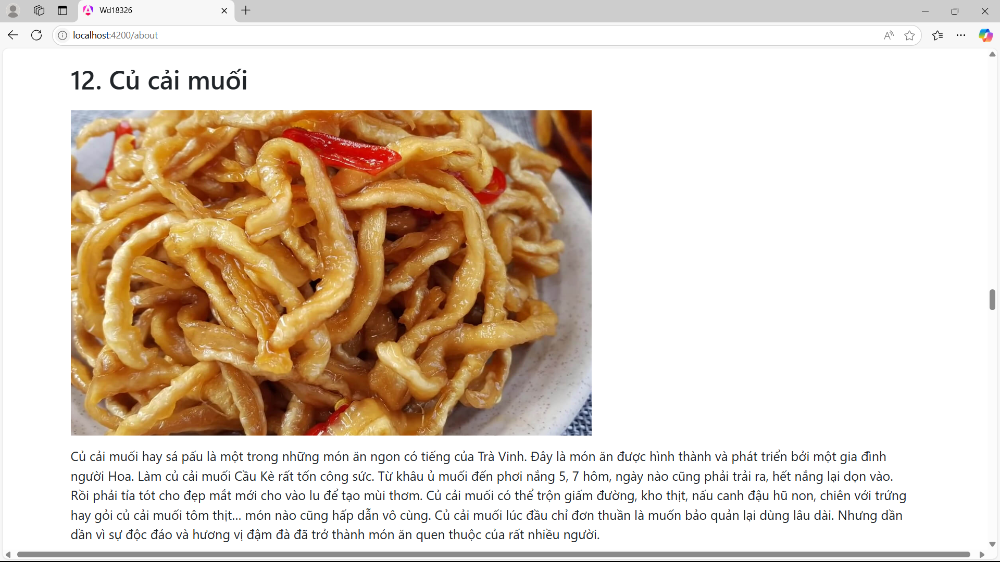 Wd18326
localhost:4200/about
12. Củ cải muối
Củ cải muối hay sá pấu là một trong những món ăn ngon có tiếng của Trà Vinh. Đây là món ăn được hình thành và phát triển bởi một gia đình
người Hoa. Làm củ cải muối Cầu Kè rất tốn công sức. Từ khâu ủ muối đến phơi nắng 5, 7 hôm, ngày nào cũng phải trải ra, hết nắng lại dọn vào.
Rồi phải tỉa tót cho đẹp mắt mới cho vào lu để tạo mùi thơm. Củ cải muối có thể trộn giấm đường, kho thịt, nấu canh đậu hũ non, chiên với trứng
hay gỏi củ cải muối tôm thịt... món nào cũng hấp dẫn vô cùng. Củ cải muối lúc đầu chỉ đơn thuần là muốn bảo quản lại dùng lâu dài. Nhưng dần
dần vì sự độc đáo và hương vị đậm đà đã trở thành món ăn quen thuộc của rất nhiều người.